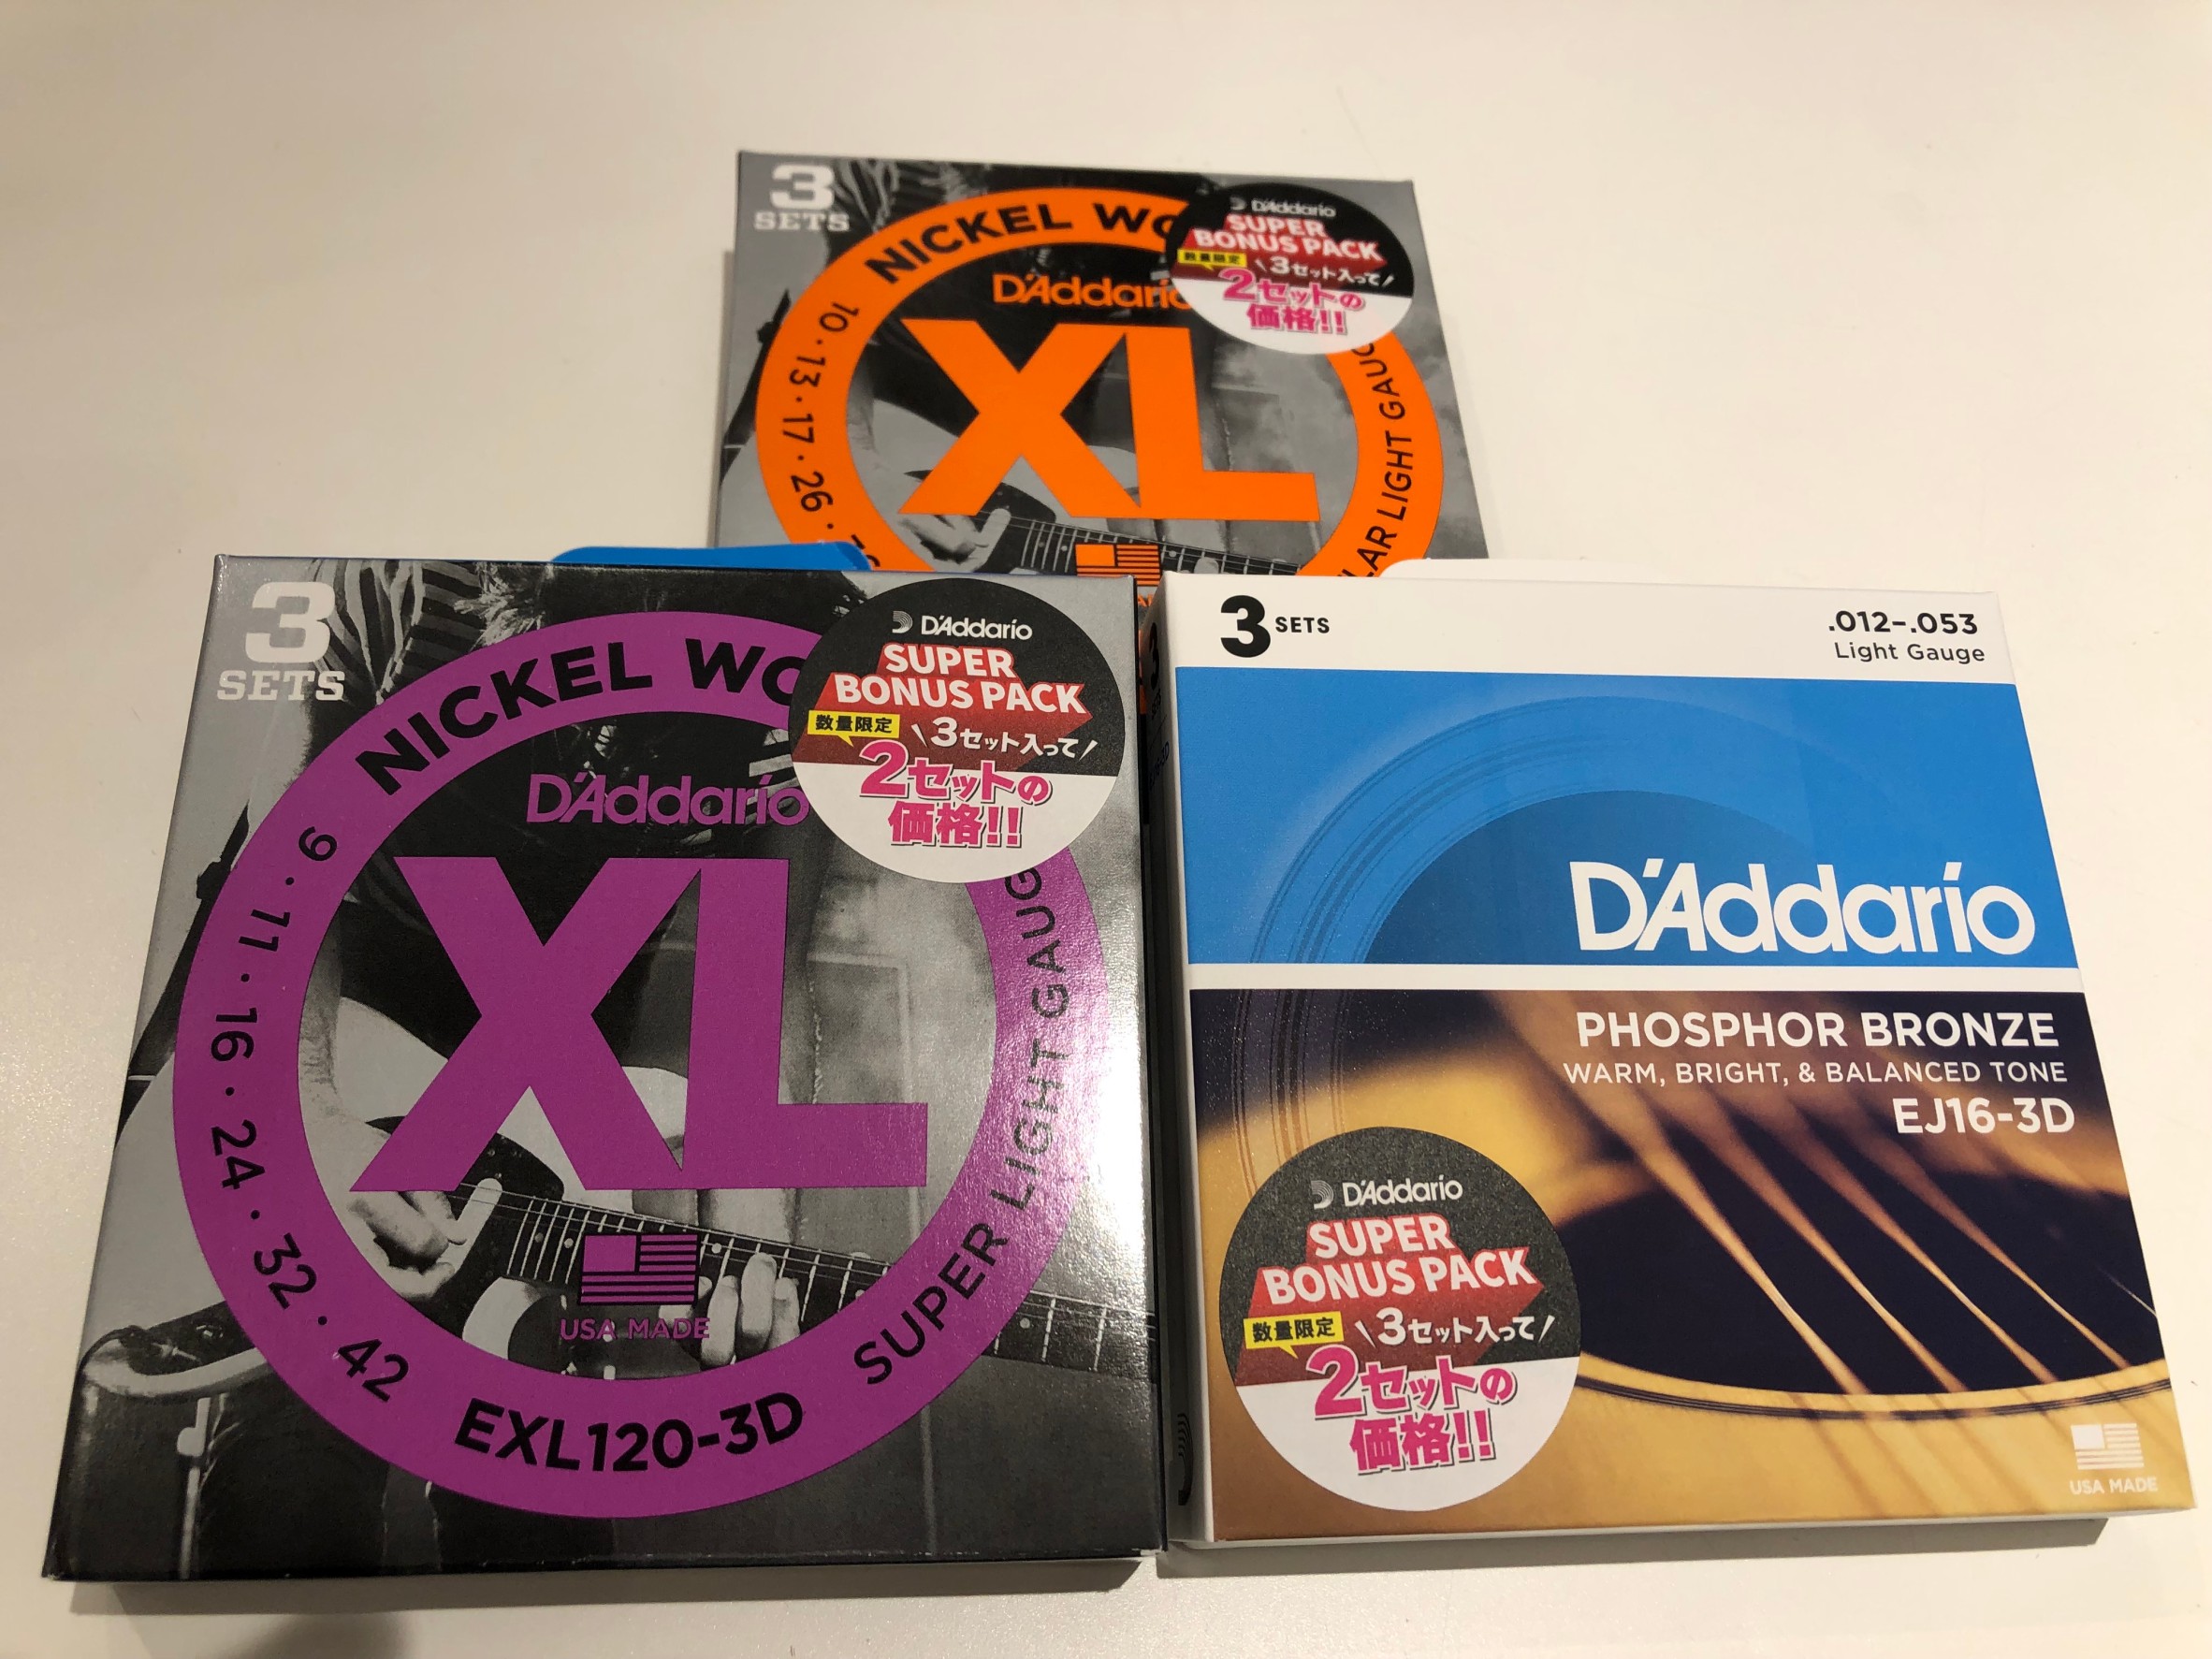 3
SETS
NICKEL WO
D'Addario
SUPER
BONUS PACK
数量限定
\3セット入って/
2セットの
価格!!
D'Addario
XL
10・13・17・26・
LAR LIGHT GAUG
3
SETS
NICKEL WO
D'Addario
SUPER
BONUS PACK
数量限定
\3セット入って/
2セットの
価格!!
D'Addario
XL
9・11・16・24・32・42
SUPER LIGHT GAUG
USA MADE
EXL120-3D
3 SETS
.012-.053
Light Gauge
D'Addario
PHOSPHOR BRONZE
WARM, BRIGHT, & BALANCED TONE
EJ16-3D
D'Addario
SUPER
BONUS PACK
数量限定
\3セット入って/
2セットの
価格!!
USA MADE